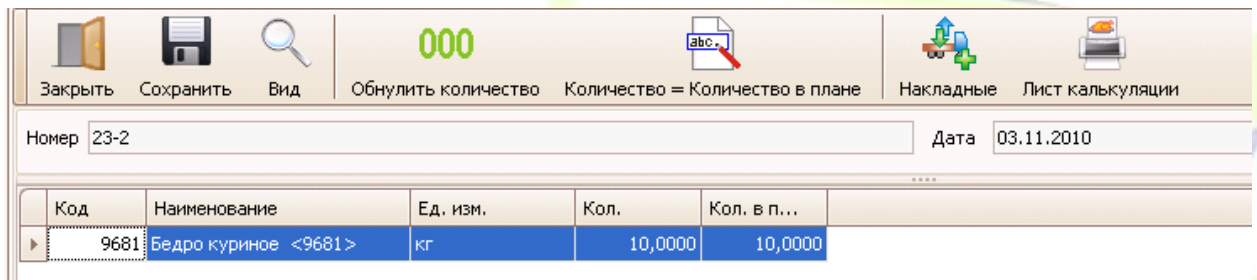 000
abc.
Закрыть Сохранить Вид Обнулить количество Количество = Количество в плане Накладные Лист калькуляции
Номер 23-2 Дата 03.11.2010
Код Наименование Ед. изм. Кол. Кол. в п...
9681 Бедро куриное <9681> кг 10,0000 10,0000